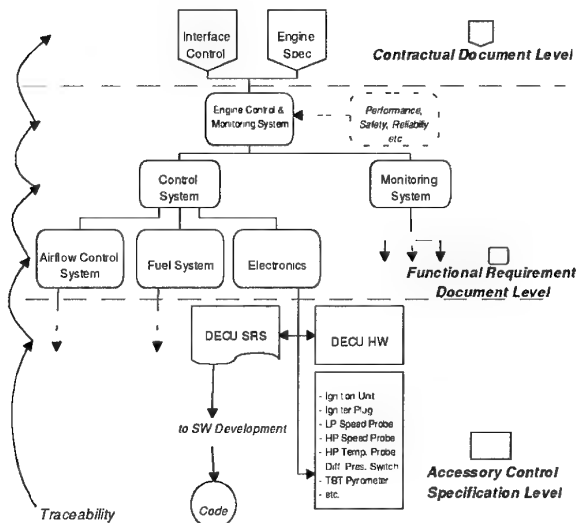 Interface
Control
Engine
Spec
Contractual Document Level
Engine Control &
Monitoring System
Performance,
Safety, Reliability
etc
Control
System
Monitoring
System
Airflow Control
System
Fuel System
Electronics
Functional Requirement
Document Level
DECU SRS
DECU HW
to SW Development
- Ignition Unit
- Igniter Plug
- LP Speed Probe
- HP Speed Probe
- HP Temp. Probe
Diff. Pres. Switch
- TBT Pyrometer
- etc.
Accessory Control
Specification Level
Code
Traceability